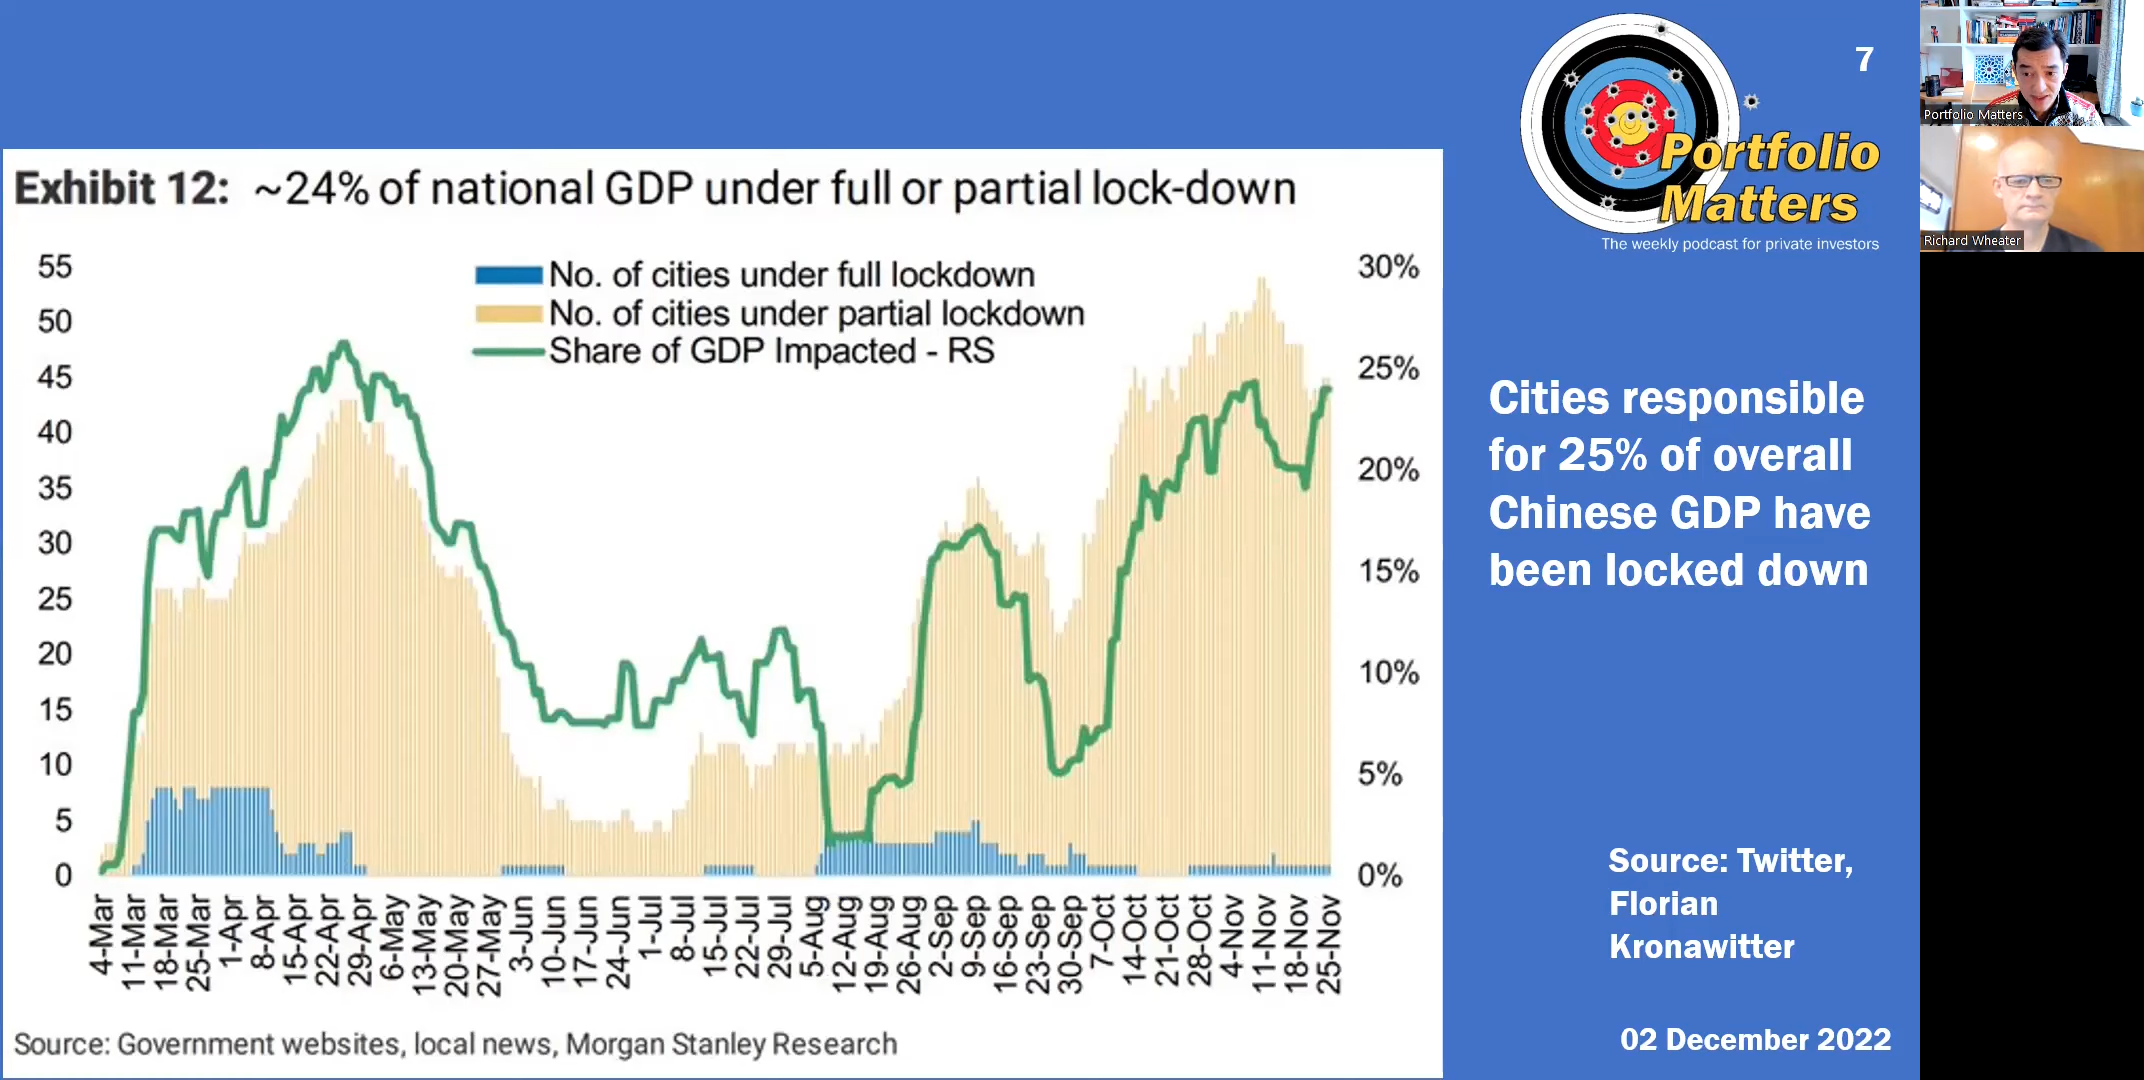 7
Portfolio
Matters
The weekly podcast for private investors
Portfolio Matters
Richard Wheater
Exhibit 12: ~24% of national GDP under full or partial lock-down
No. of cities under full lockdown
No. of cities under partial lockdown
Share of GDP Impacted - RS
55
50
45
40
35
30
25
20
15
10
5
0
30%
25%
20%
15%
10%
5%
0%
4-Mar
11-Mar
18-Mar
25-Mar
1-Apr
8-Apr
15-Apr
22-Apr
29-Apr
6-May
13-May
20-May
27-May
3-Jun
10-Jun
17-Jun
24-Jun
1-Jul
8-Jul
15-Jul
22-Jul
29-Jul
5-Aug
12-Aug
19-Aug
26-Aug
2-Sep
9-Sep
16-Sep
23-Sep
30-Sep
7-Oct
14-Oct
21-Oct
28-Oct
4-Nov
11-Nov
18-Nov
25-Nov
Source: Government websites, local news, Morgan Stanley Research
Cities responsible
for 25% of overall
Chinese GDP have
been locked down
Source: Twitter,
Florian
Kronawitter
02 December 2022